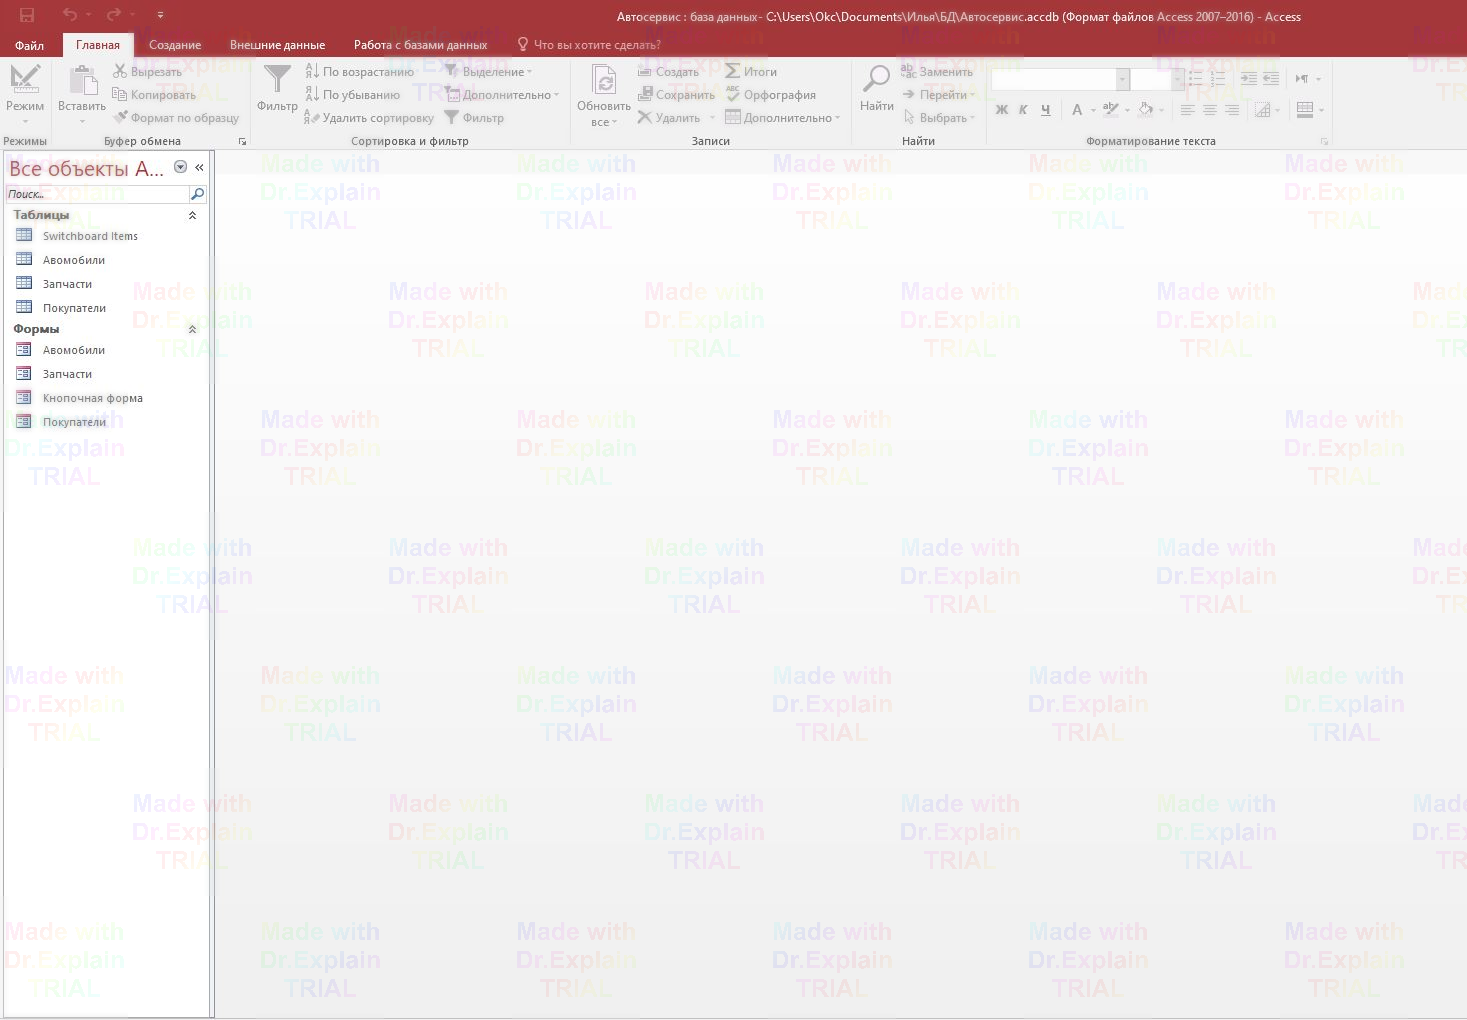 Автосервис : база данных- C:\Users\Okc\Documents\Илья\БД\Автосервис.accdb (Формат файлов Access 2007–2016) - Access
Файл Главная Создание Внешние данные Работа с базами данных Что вы хотите сделать?
Режим
Режимы
Вставить
Вырезать
Копировать
Формат по образцу
Буфер обмена
Фильтр
По возрастанию
По убыванию
Удалить сортировку
Выделение
Дополнительно
Фильтр
Сортировка и фильтр
Обновить
все
Создать
Сохранить
Удалить
Итоги
Орфография
Дополнительно
Записи
Найти
Заменить
Перейти
Выбрать
Найти
Ж К Ч А
Форматирование текста
Все объекты A...
Поиск...
Таблицы
Switchboard Items
Авомобили
Запчасти
Покупатели
Формы
Авомобили
Запчасти
Кнопочная форма
Покупатели
Made with
Dr.Explain
TRIAL